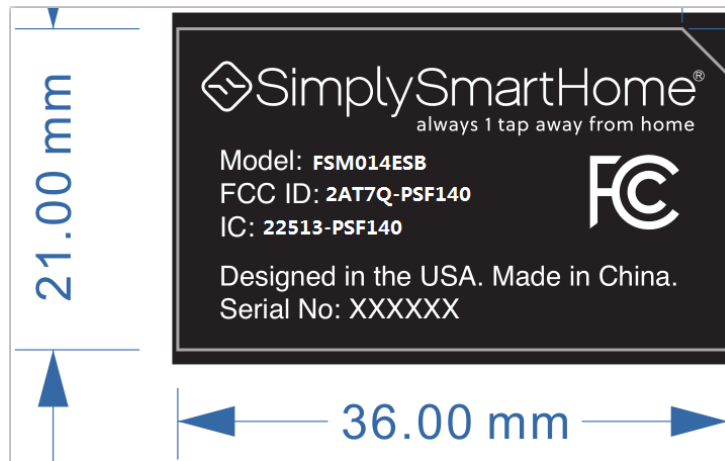 SimplySmartHome®
always 1 tap away from home
Model: FSM014ESB
FCC ID: 2AT7Q-PSF140
IC: 22513-PSF140
FC
Designed in the USA. Made in China.
Serial No: XXXXXX
21.00 mm
36.00 mm